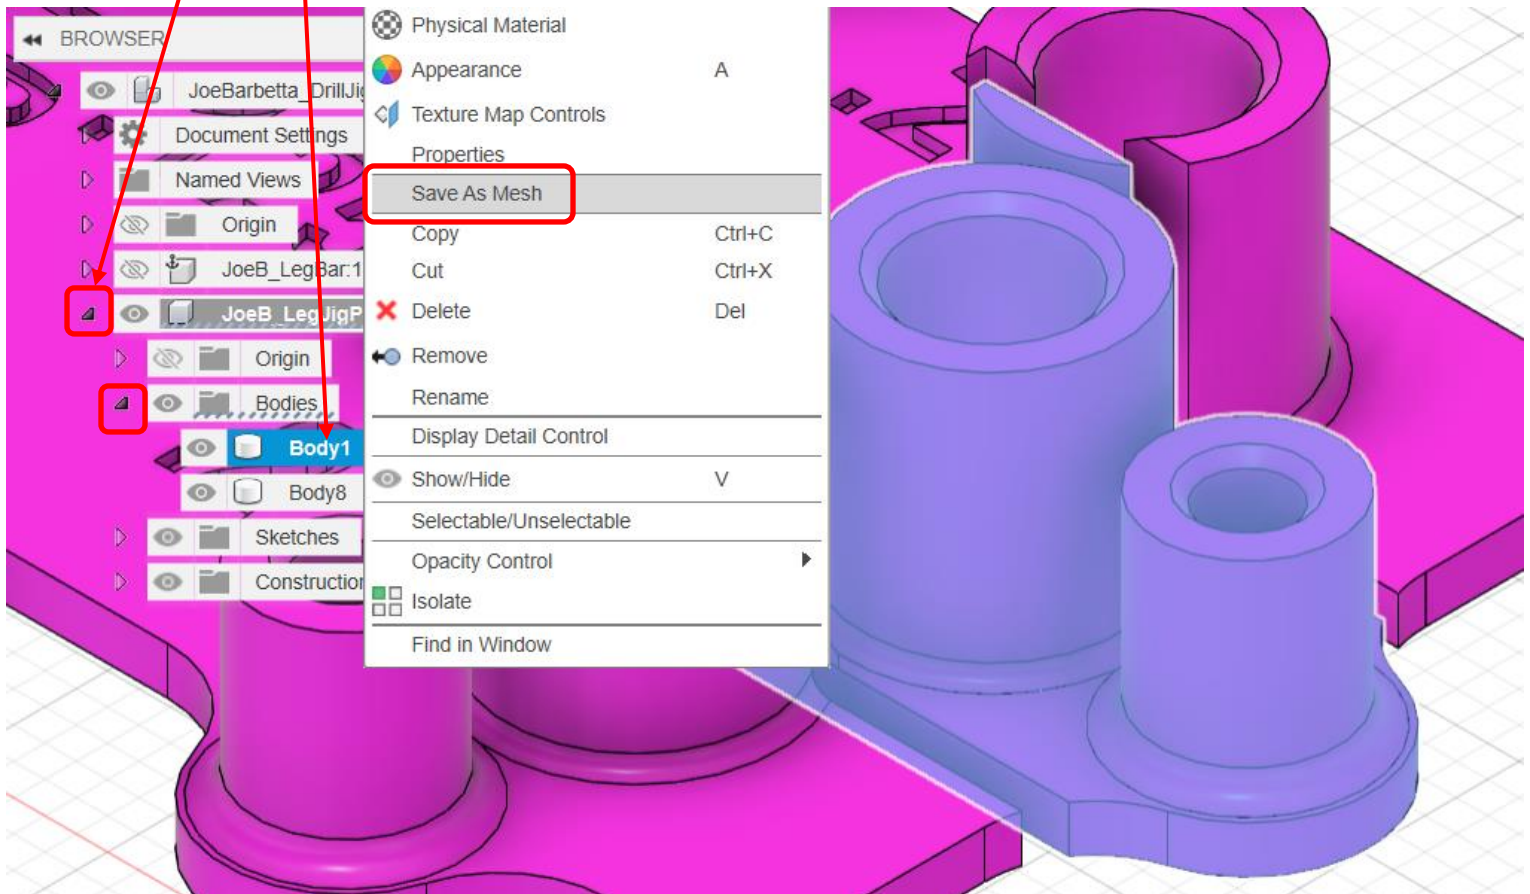 BROWSER
JoeBarbetta_DrillJig
Document Settings
Named Views
Origin
JoeB_LegBar:1
JoeB_LegJigP
Origin
Bodies
Body1
Body8
Sketches
Construction
Physical Material
Appearance A
Texture Map Controls
Properties
Save As Mesh
Copy Ctrl+C
Cut Ctrl+X
Delete Del
Remove
Rename
Display Detail Control
Show/Hide V
Selectable/Unselectable
Opacity Control
Isolate
Find in Window